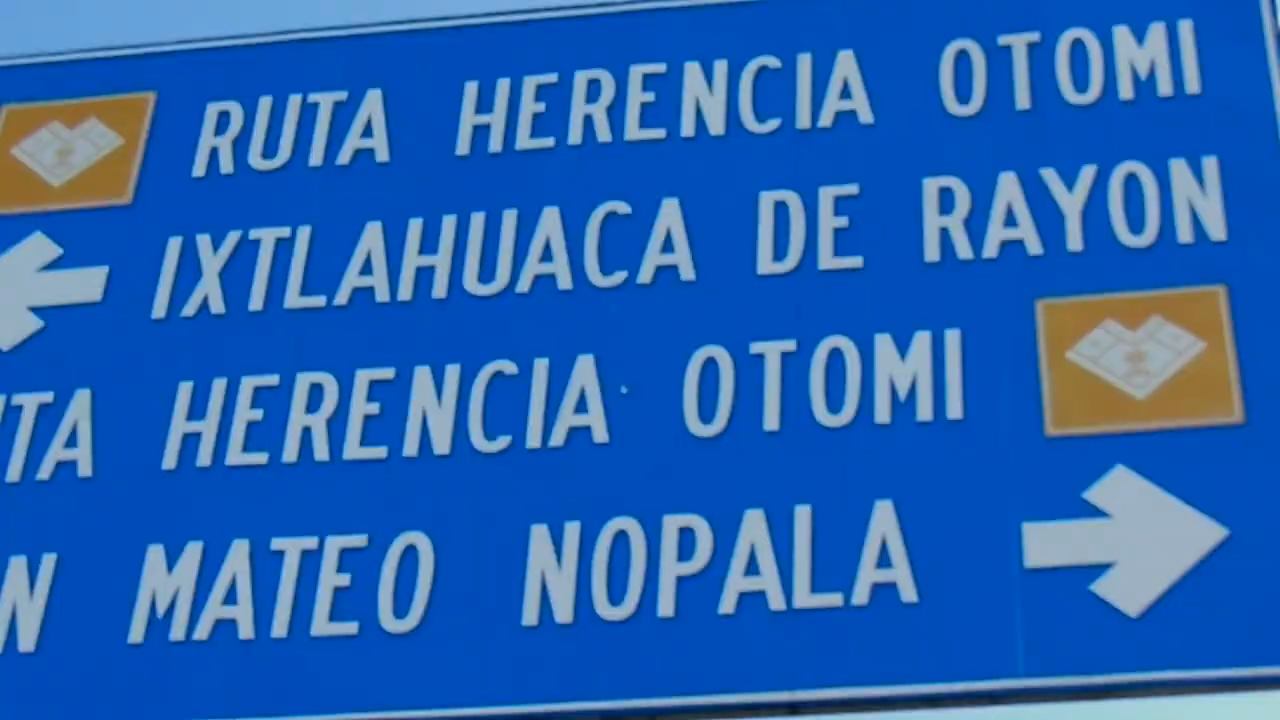 RUTA HERENCIA OTOMI
IXTLAHUACA DE RAYON
TA HERENCIA OTOMI
N MATEO NOPALA